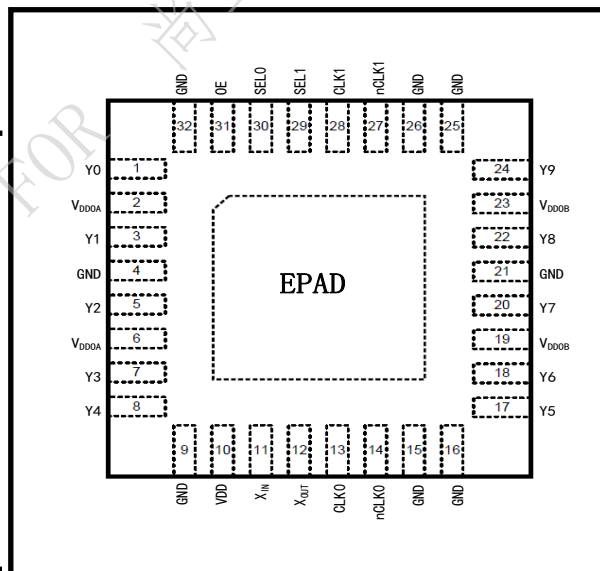 尚
FOR
GND OE SEL0 SEL1 CLK1 nCLK1 GND GND
32 31 30 29 28 27 26 25
Y0 1 24 Y9
VDDOA 2 23 VDDOB
Y1 3 22 Y8
GND 4 21 GND
EPAD
Y2 5 20 Y7
VDDOA 6 19 VDDOB
Y3 7 18 Y6
Y4 8 17 Y5
9 10 11 12 13 14 15 16
GND VDD XIN XOUT CLK0 nCLK0 GND GND